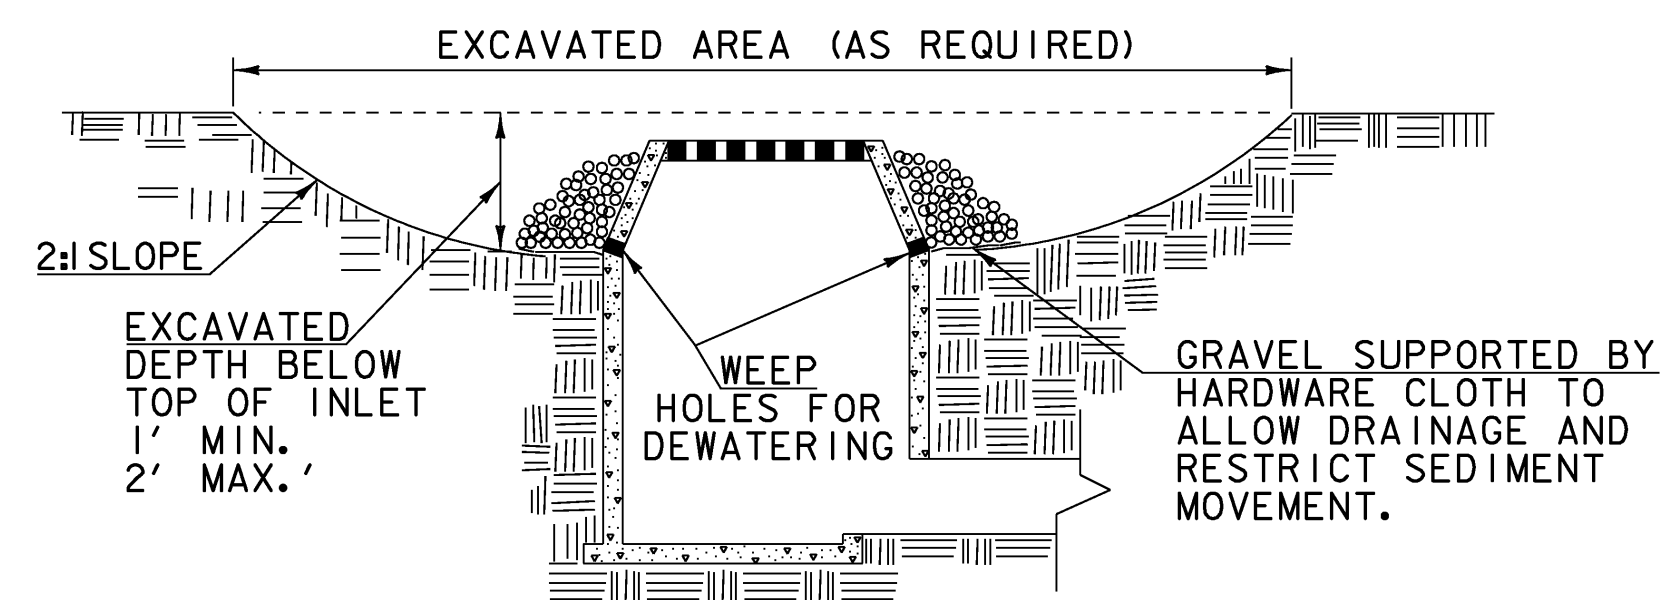 EXCAVATED AREA (AS REQUIRED)
2:1 SLOPE
EXCAVATED
DEPTH BELOW
TOP OF INLET
1' MIN.
2' MAX.'
WEEP
HOLES FOR
DEWATERING
GRAVEL SUPPORTED BY
HARDWARE CLOTH TO
ALLOW DRAINAGE AND
RESTRICT SEDIMENT
MOVEMENT.